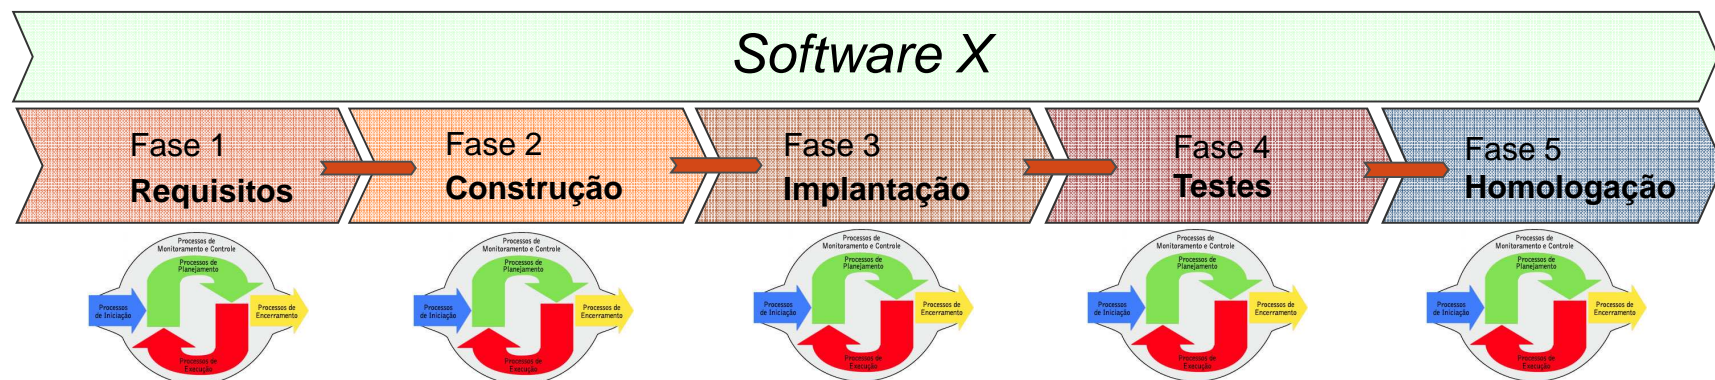 Software X
Fase 1
Requisitos
Fase 2
Construção
Fase 3
Implantação
Fase 4
Testes
Fase 5
Homologação
Processos de
Monitoramento e Controle
Processos de
Planejamento
Processos
de Iniciação
Processos de
Encerramento
Processos de
Execução
Processos de
Monitoramento e Controle
Processos de
Planejamento
Processos
de Iniciação
Processos de
Encerramento
Processos de
Execução
Processos de
Monitoramento e Controle
Processos de
Planejamento
Processos
de Iniciação
Processos de
Encerramento
Processos de
Execução
Processos de
Monitoramento e Controle
Processos de
Planejamento
Processos
de Iniciação
Processos de
Encerramento
Processos de
Execução
Processos de
Monitoramento e Controle
Processos de
Planejamento
Processos
de Iniciação
Processos de
Encerramento
Processos de
Execução